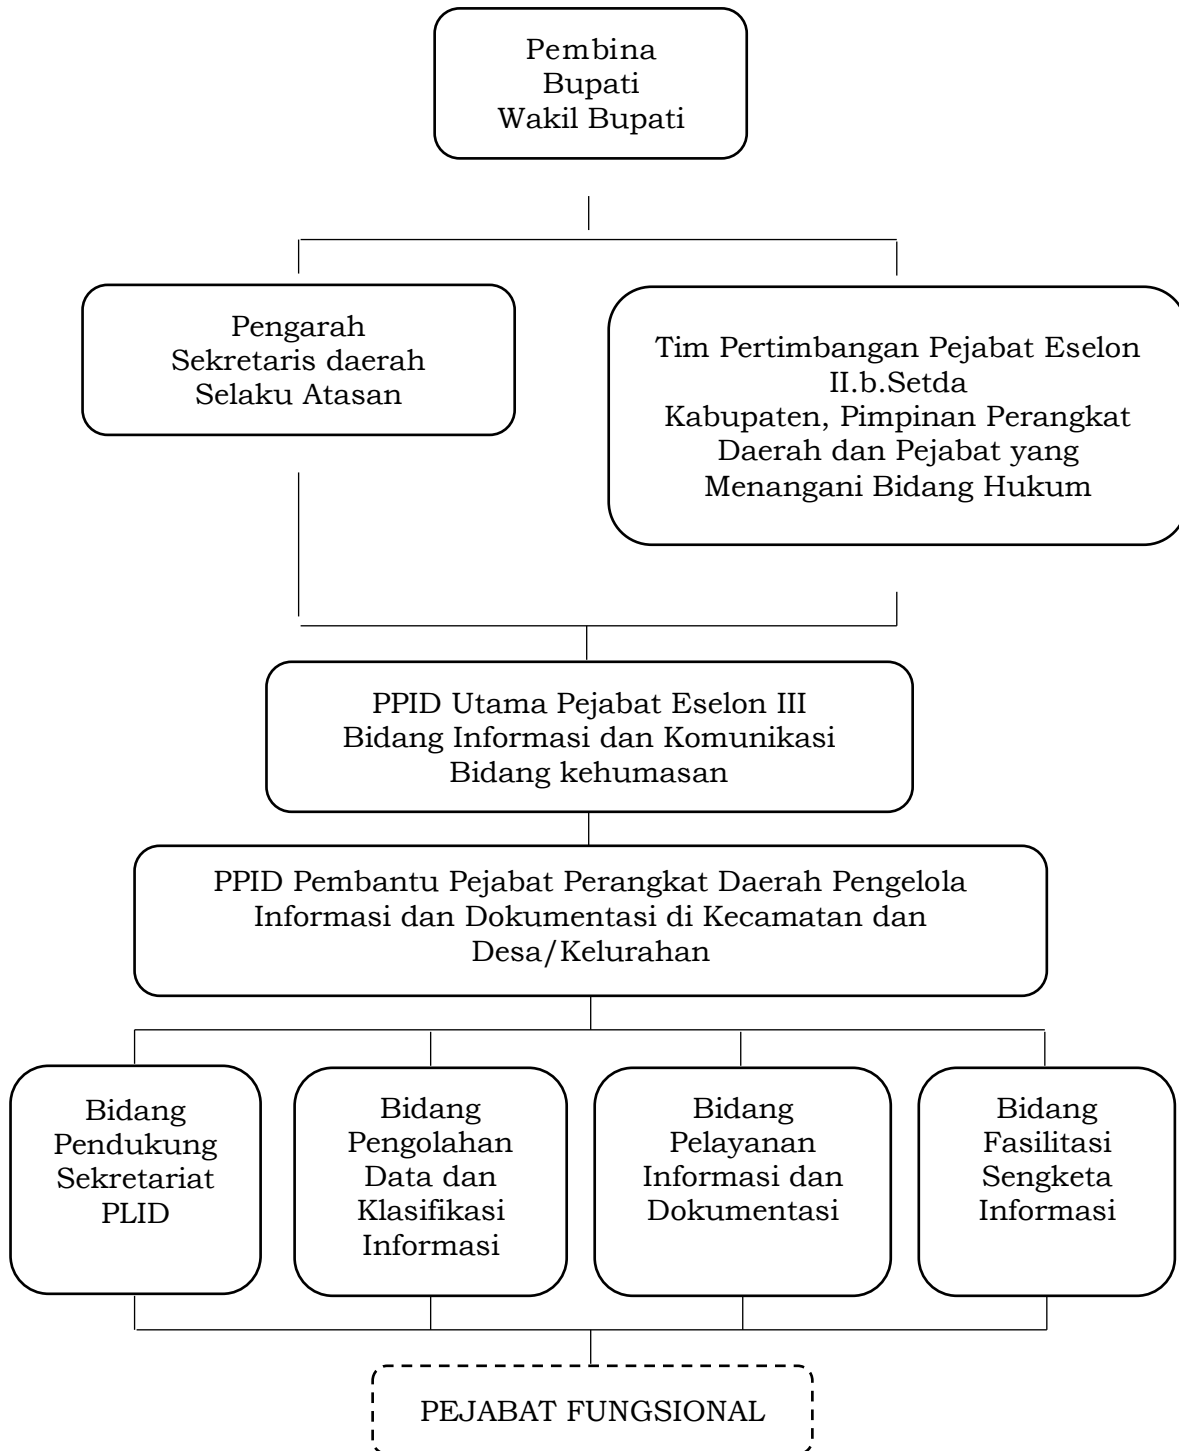 Pembina
Bupati
Wakil Bupati
Pengarah
Sekretaris daerah
Selaku Atasan
Tim Pertimbangan Pejabat Eselon
II.b.Setda
Kabupaten, Pimpinan Perangkat
Daerah dan Pejabat yang
Menangani Bidang Hukum
PPID Utama Pejabat Eselon III
Bidang Informasi dan Komunikasi
Bidang kehumasan
PPID Pembantu Pejabat Perangkat Daerah Pengelola
Informasi dan Dokumentasi di Kecamatan dan
Desa/Kelurahan
Bidang
Pendukung
Sekretariat
PLID
Bidang
Pengolahan
Data dan
Klasifikasi
Informasi
Bidang
Pelayanan
Informasi dan
Dokumentasi
Bidang
Fasilitasi
Sengketa
Informasi
PEJABAT FUNGSIONAL